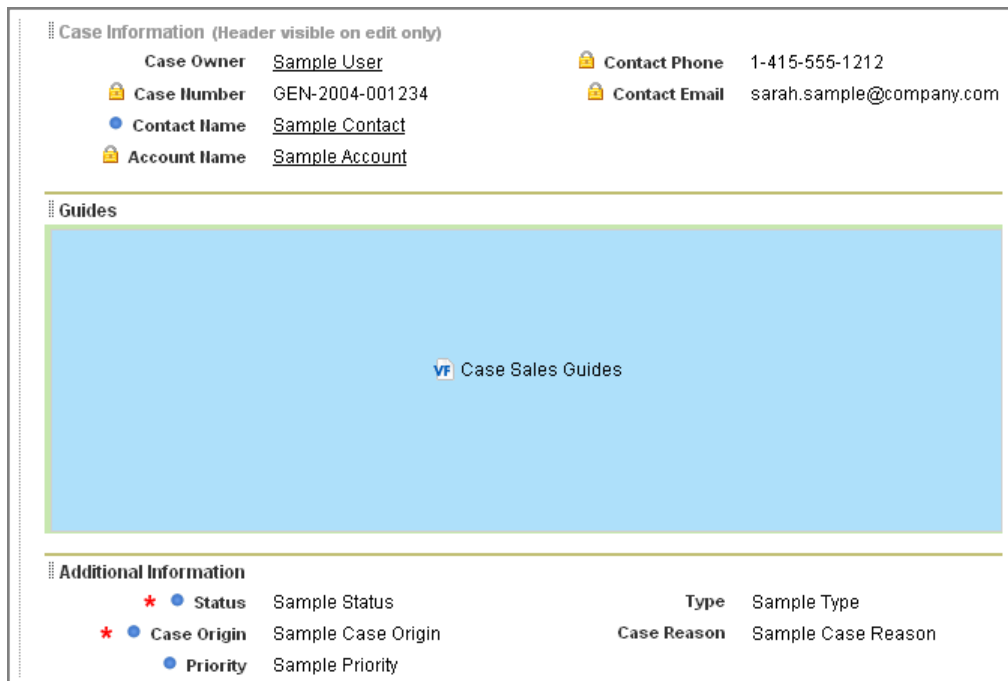 Case Information (Header visible on edit only)
Case Owner Sample User Contact Phone 1-415-555-1212
Case Number GEN-2004-001234 Contact Email sarah.sample@company.com
Contact Name Sample Contact
Account Name Sample Account
Guides
VF Case Sales Guides
Additional Information
* Status Sample Status Type Sample Type
* Case Origin Sample Case Origin Case Reason Sample Case Reason
Priority Sample Priority